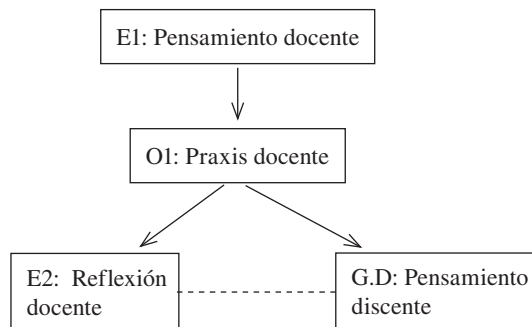 E1: Pensamiento docente
O1: Praxis docente
E2: Reflexión
docente
G.D: Pensamiento
discente